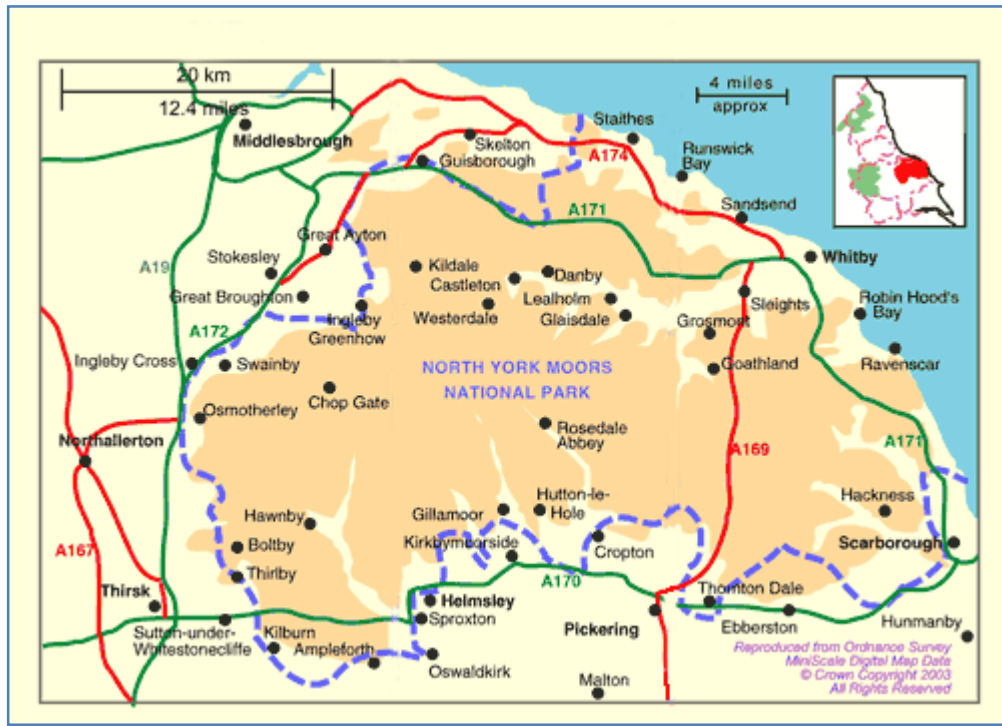 20 km
12.4 miles
4 miles
approx
Middlesbrough
Staithes
Skelton
Guisborough
A174
Runswick
Bay
Sandsend
A171
Great Ayton
Stokesley
A19
Kildale
Castleton
Danby
Whitby
Great Broughton
Westerdale
Lealholm
Glaisdale
Sleights
Robin Hood's
Bay
Ingleby
Greenhow
Grosmont
A172
Ingleby Cross
Swainby
Goathland
Ravenscar
NORTH YORK MOORS
NATIONAL PARK
Chop Gate
Osmotherley
Rosedale
Abbey
Northallerton
A169
A171
Hackness
Hawnby
Gillamoor
Hutton-le-
Hole
Boltby
Kirkbymoorside
Cropton
Scarborough
A167
Thirlby
A170
Thornton Dale
Thirsk
Helmsley
Sproxton
Pickering
Ebberston
Hunmanby
Sutton-under-
Whitestonecliffe
Kilburn
Ampleforth
Oswaldkirk
Malton
Reproduced from Ordnance Survey
MiniScale Digital Map Data
© Crown Copyright 2003
All Rights Reserved